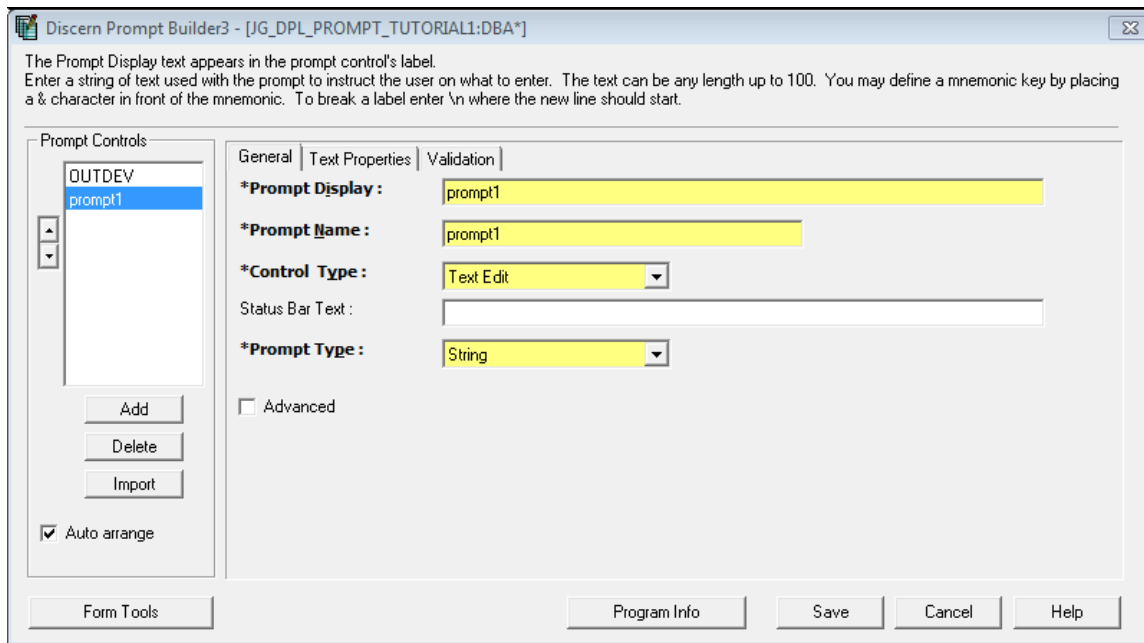 Discern Prompt Builder3 - [JG_DPL_PROMPT_TUTORIAL1:DBA*]
The Prompt Display text appears in the prompt control's label.
Enter a string of text used with the prompt to instruct the user on what to enter. The text can be any length up to 100. You may define a mnemonic key by placing
a & character in front of the mnemonic. To break a label enter \n where the new line should start.
Prompt Controls
OUTDEV
prompt1
Add
Delete
Import
Auto arrange
General
Text Properties
Validation
*Prompt Display :
prompt1
*Prompt Name :
prompt1
*Control Type :
Text Edit
Status Bar Text :
*Prompt Type :
String
Advanced
Form Tools
Program Info
Save
Cancel
Help